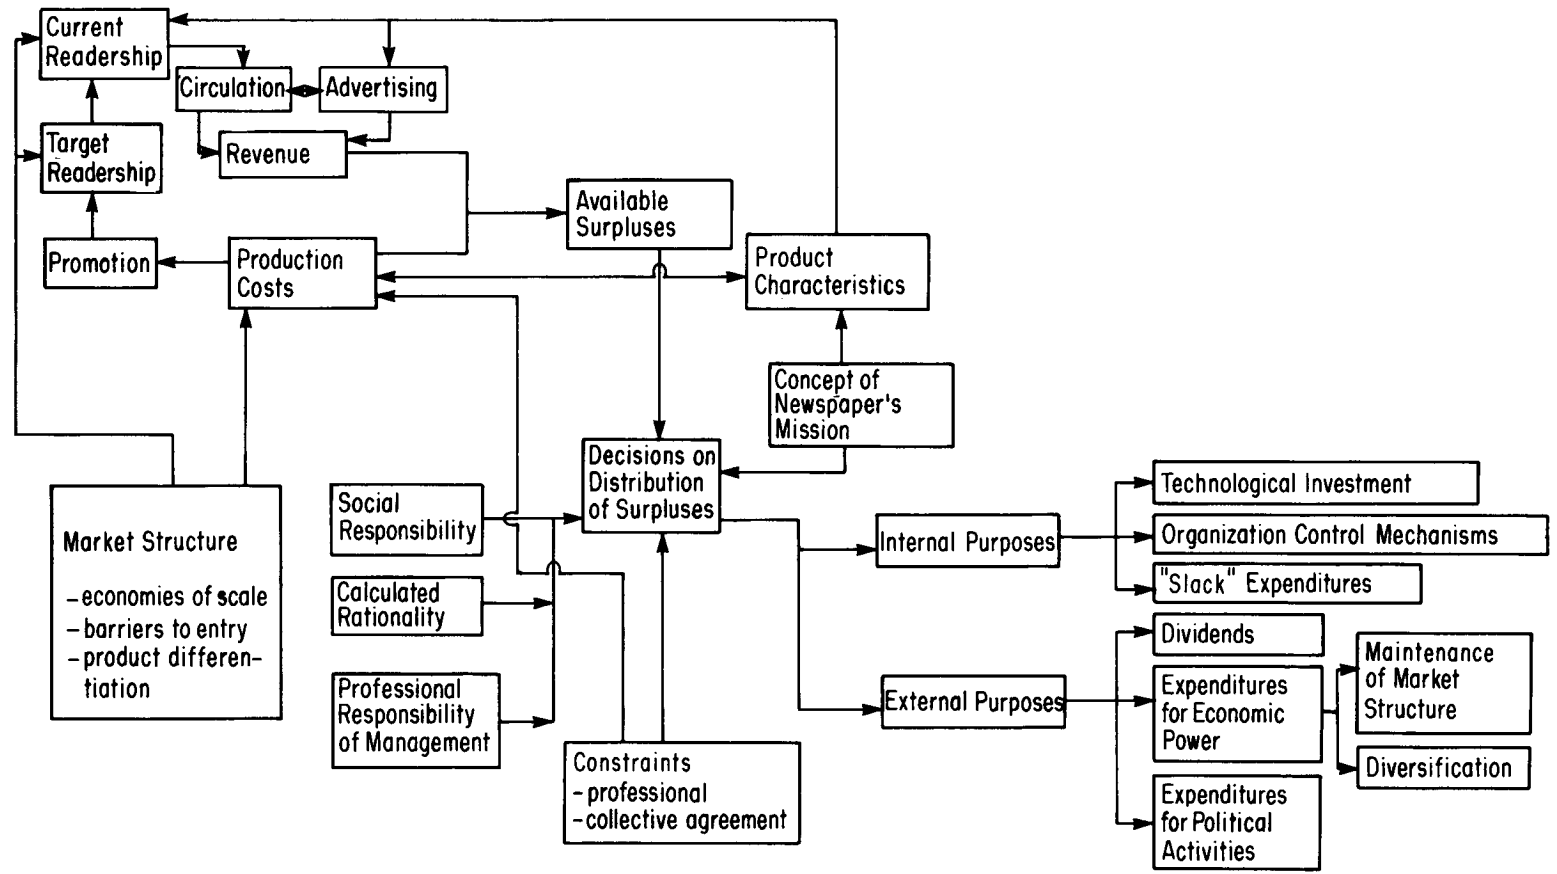 Current
Readership
Circulation
Advertising
Target
Readership
Revenue
Available
Surpluses
Promotion
Production
Costs
Product
Characteristics
Concept of
Newspaper's
Mission
Decisions on
Distribution
of Surpluses
Market Structure
- economies of scale
- barriers to entry
- product differen-
tiation
Social
Responsibility
Calculated
Rationality
Professional
Responsibility
of Management
Constraints
- professional
- collective agreement
Internal Purposes
External Purposes
Technological Investment
Organization Control Mechanisms
"Slack" Expenditures
Dividends
Expenditures
for Economic
Power
Expenditures
for Political
Activities
Maintenance
of Market
Structure
Diversification